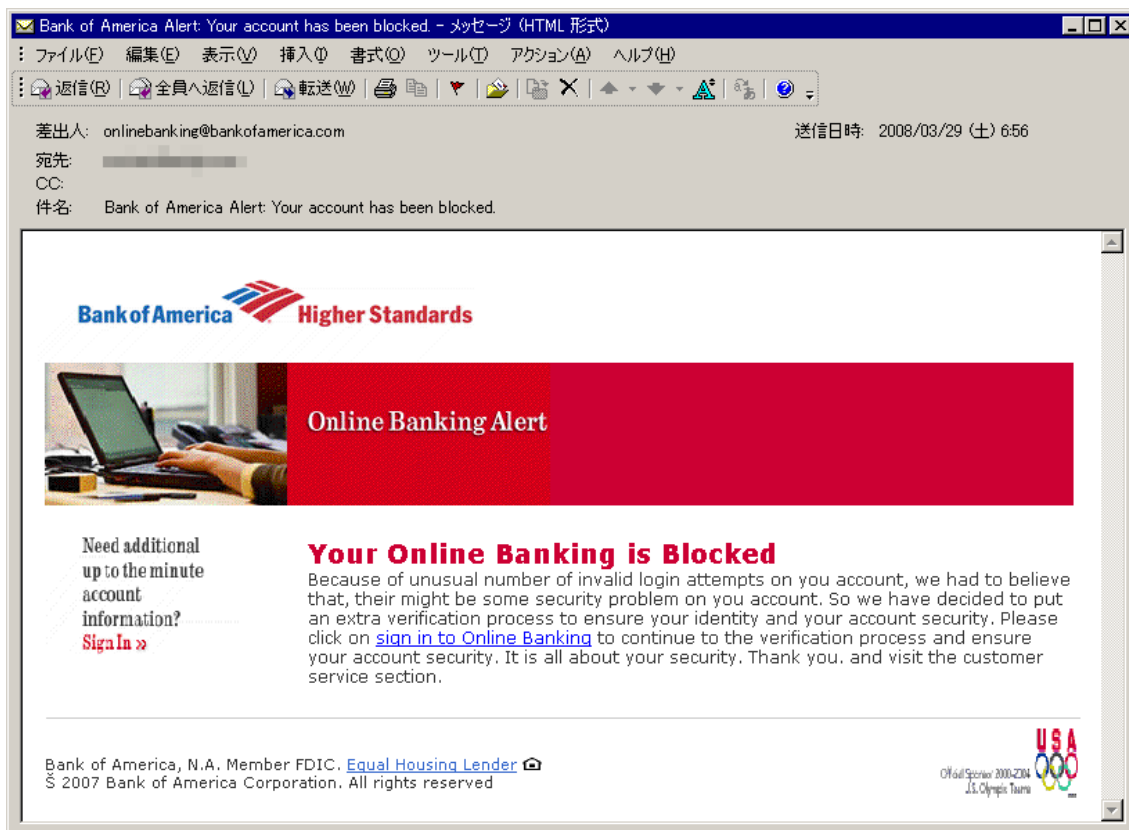 Bank of America Alert: Your account has been blocked. - メッセージ (HTML 形式)
ファイル(F) 編集(E) 表示(V) 挿入(I) 書式(O) ツール(T) アクション(A) ヘルプ(H)
返信(R) 全員へ返信(L) 転送(W)
差出人: onlinebanking@bankofamerica.com 送信日時: 2008/03/29 (土) 6:56
宛先:
CC:
件名: Bank of America Alert: Your account has been blocked.
Bank of America Higher Standards
Online Banking Alert
Need additional
up to the minute
account
information?
Sign In »
Your Online Banking is Blocked
Because of unusual number of invalid login attempts on you account, we had to believe
that, their might be some security problem on you account. So we have decided to put
an extra verification process to ensure your identity and your account security. Please
click on sign in to Online Banking to continue to the verification process and ensure
your account security. It is all about your security. Thank you. and visit the customer
service section.
Bank of America, N.A. Member FDIC. Equal Housing Lender
Š 2007 Bank of America Corporation. All rights reserved
USA
Official Sponsor 2000-2004
U.S. Olympic Teams